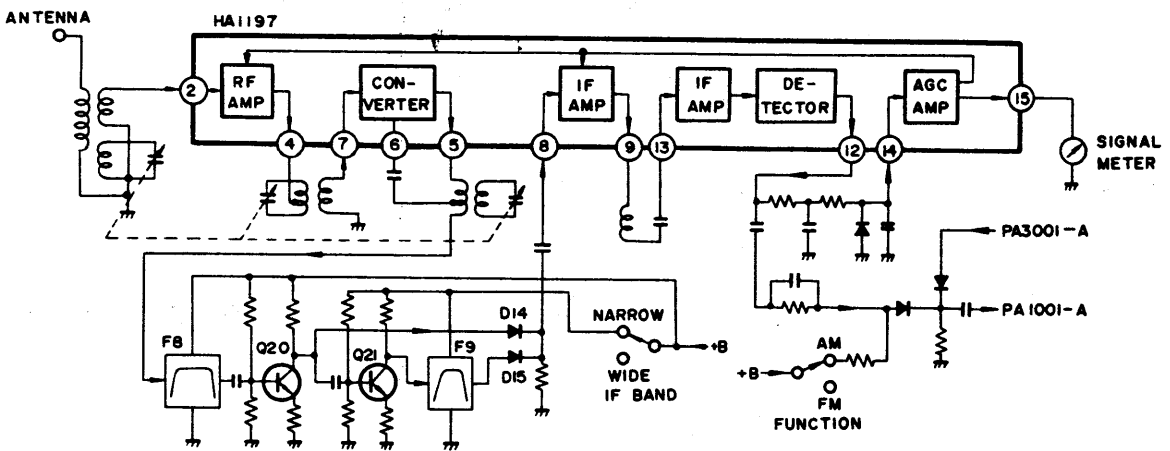 ANTENNA
HA1197
2
RF
AMP
CON-
VERTER
IF
AMP
IF
AMP
DE-
TECTOR
AGC
AMP
15
4
7
6
5
8
9
13
12
14
SIGNAL
METER
PA3001-A
PA1001-A
F8
Q20
Q21
F9
D14
D15
NARROW
WIDE
IF BAND
+B
AM
+B
FM
FUNCTION